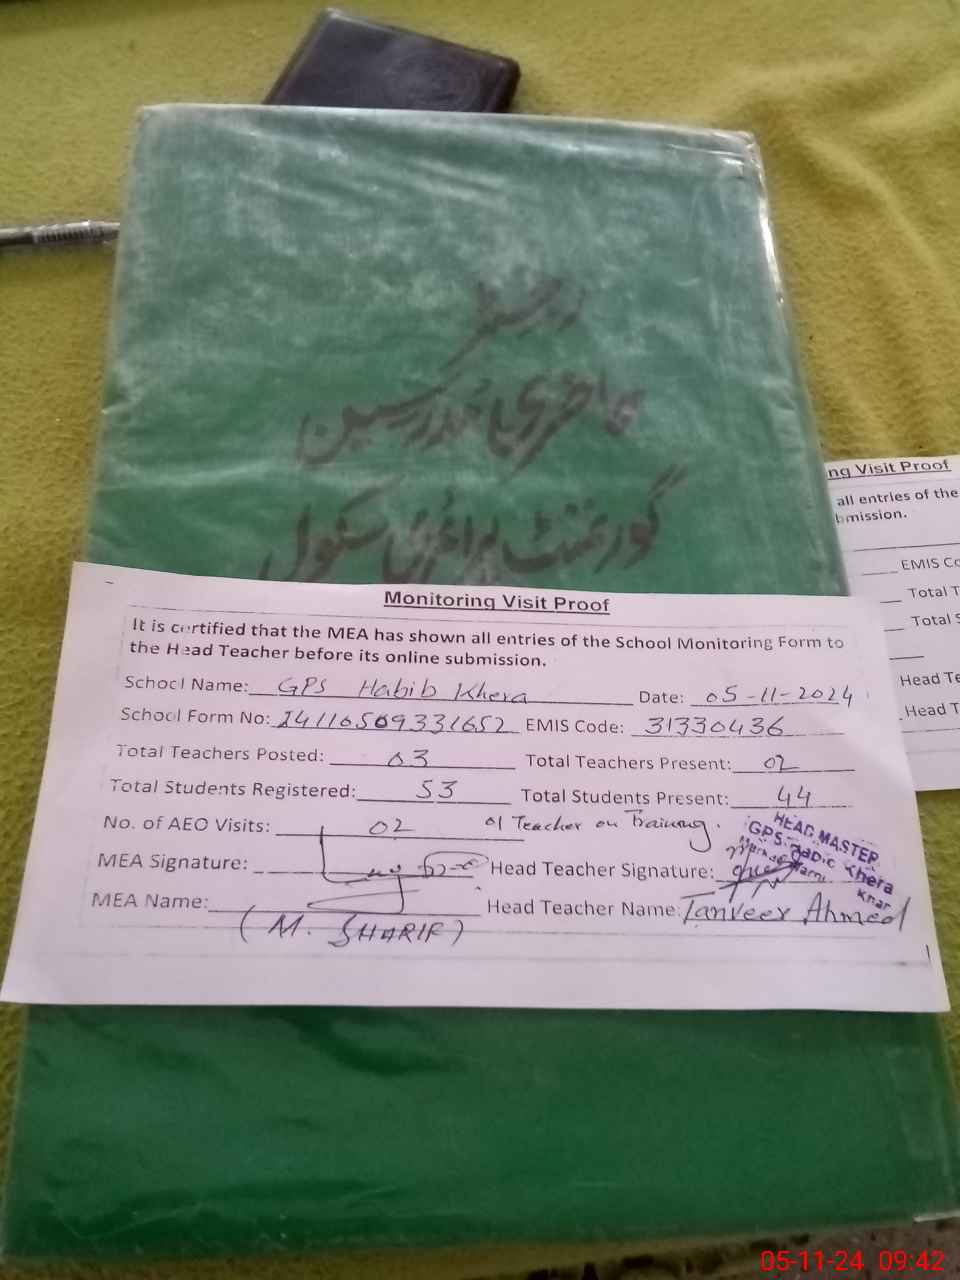 رجسٹر
حاضری مدرسین
گورنمنٹ پرائمری سکول
Monitoring Visit Proof
It is certified that the MEA has shown all entries of the School Monitoring Form to
the Head Teacher before its online submission.
School Name: GPS Habib Khera Date: 05-11-2024
School Form No: 14110509331652 EMIS Code: 31330436
Total Teachers Posted: 03 Total Teachers Present: 02
Total Students Registered: 53 Total Students Present: 44
No. of AEO Visits: 02 01 Teacher on Training.
MEA Signature: Head Teacher Signature:
MEA Name: Head Teacher Name: Tanveer Ahmed
(M. SHARIF)
HEAD MASTER
GPS Khera
ng Visit Proof
all entries of the
bmission.
EMIS Co
Total T
Total S
Head Te
Head T
05-11-24 09:42